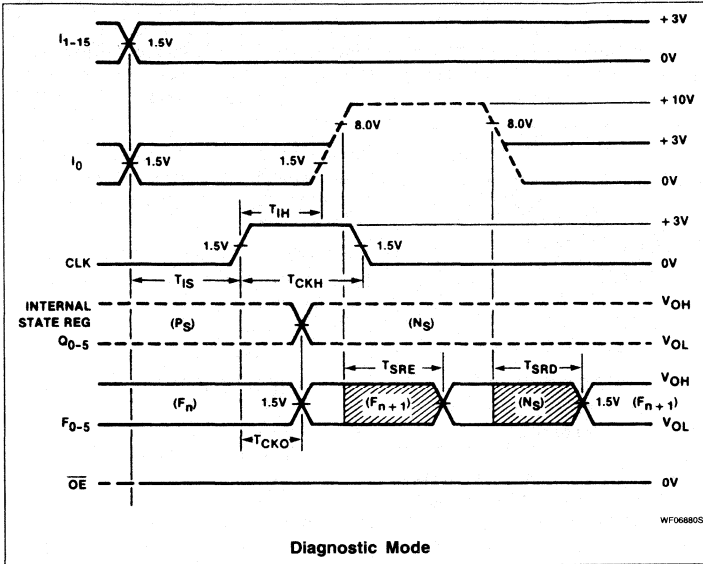 I1-15 1.5V +3V
0V
+10V
8.0V 8.0V
+3V
I0 1.5V 1.5V
0V
TIH +3V
1.5V 1.5V
CLK 0V
TIS TCKH
INTERNAL VOH
STATE REG (PS) (NS)
Q0-5 VOL
TSRE TSRD
VOH
(Fn) 1.5V (Fn+1) (NS) 1.5V (Fn+1)
F0-5 VOL
TCKO
OE 0V
WF06880S
Diagnostic Mode